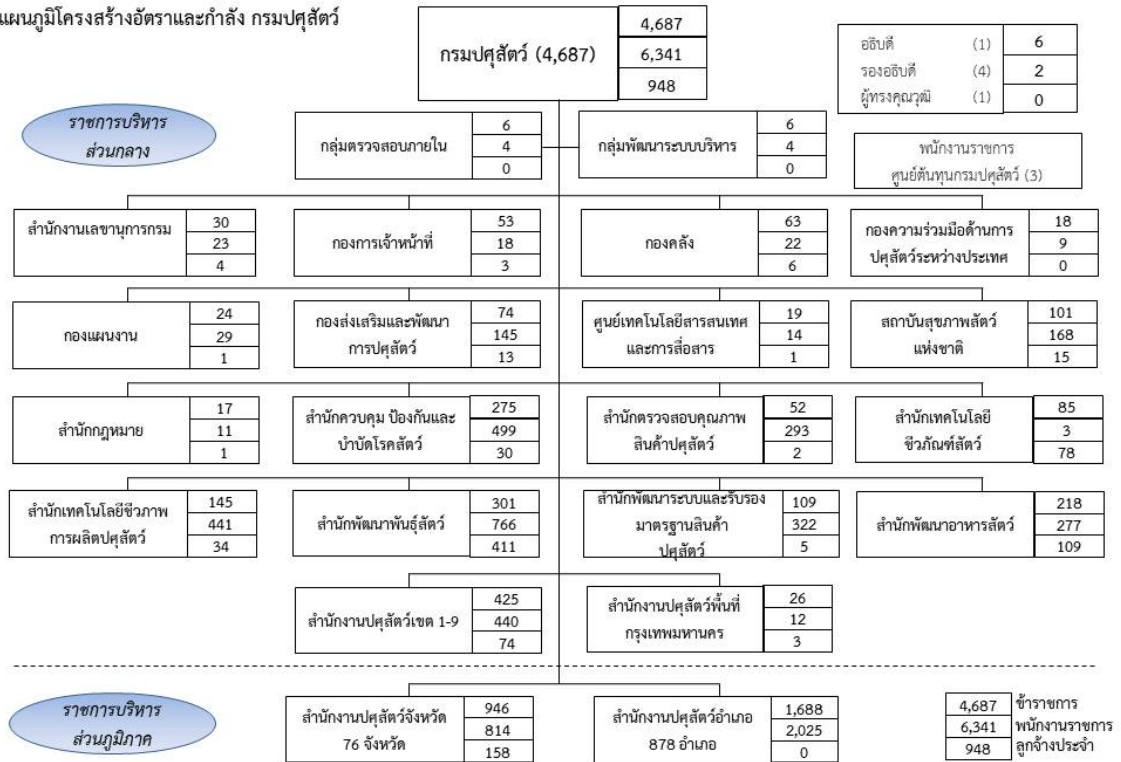 แผนภูมิโครงสร้างอัตราและกำลัง กรมปศุสัตว์
กรมปศุสัตว์ (4,687)
4,687
6,341
948
อธิบดี (1) 6
รองอธิบดี (4) 2
ผู้ทรงคุณวุฒิ (1) 0
ราชการบริหาร
ส่วนกลาง
กลุ่มตรวจสอบภายใน
6
4
0
กลุ่มพัฒนาระบบบริหาร
6
4
0
พนักงานราชการ
ศูนย์ต้นทุนกรมปศุสัตว์ (3)
สำนักงานเลขานุการกรม
30
23
4
กองการเจ้าหน้าที่
53
18
3
กองคลัง
63
22
6
กองความร่วมมือด้านการ
ปศุสัตว์ระหว่างประเทศ
18
9
0
กองแผนงาน
24
29
1
กองส่งเสริมและพัฒนา
การปศุสัตว์
74
145
13
ศูนย์เทคโนโลยีสารสนเทศ
และการสื่อสาร
19
14
1
สถาบันสุขภาพสัตว์
แห่งชาติ
101
168
15
สำนักกฎหมาย
17
11
1
สำนักควบคุม ป้องกันและ
บำบัดโรคสัตว์
275
499
30
สำนักตรวจสอบคุณภาพ
สินค้าปศุสัตว์
52
293
2
สำนักเทคโนโลยี
ชีวภัณฑ์สัตว์
85
3
78
สำนักเทคโนโลยีชีวภาพ
การผลิตปศุสัตว์
145
441
34
สำนักพัฒนาพันธุ์สัตว์
301
766
411
สำนักพัฒนาระบบและรับรอง
มาตรฐานสินค้า
ปศุสัตว์
109
322
5
สำนักพัฒนาอาหารสัตว์
218
277
109
สำนักงานปศุสัตว์เขต 1-9
425
440
74
สำนักงานปศุสัตว์พื้นที่
กรุงเทพมหานคร
26
12
3
ราชการบริหาร
ส่วนภูมิภาค
สำนักงานปศุสัตว์จังหวัด
76 จังหวัด
946
814
158
สำนักงานปศุสัตว์อำเภอ
878 อำเภอ
1,688
2,025
0
4,687 ข้าราชการ
6,341 พนักงานราชการ
948 ลูกจ้างประจำ